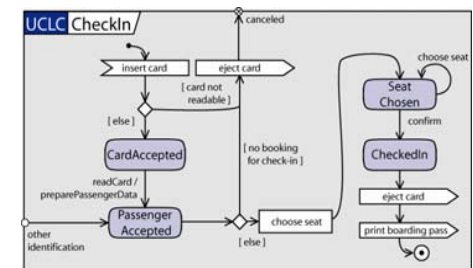 UCLC CheckIn
canceled
insert card
eject card
choose seat
[ card not
readable ]
Seat
Chosen
[ else ]
confirm
CardAccepted
[ no booking
for check-in ]
CheckedIn
readCard /
preparePassengerData
eject card
Passenger
Accepted
choose seat
print boarding pass
other
identification
[ else ]